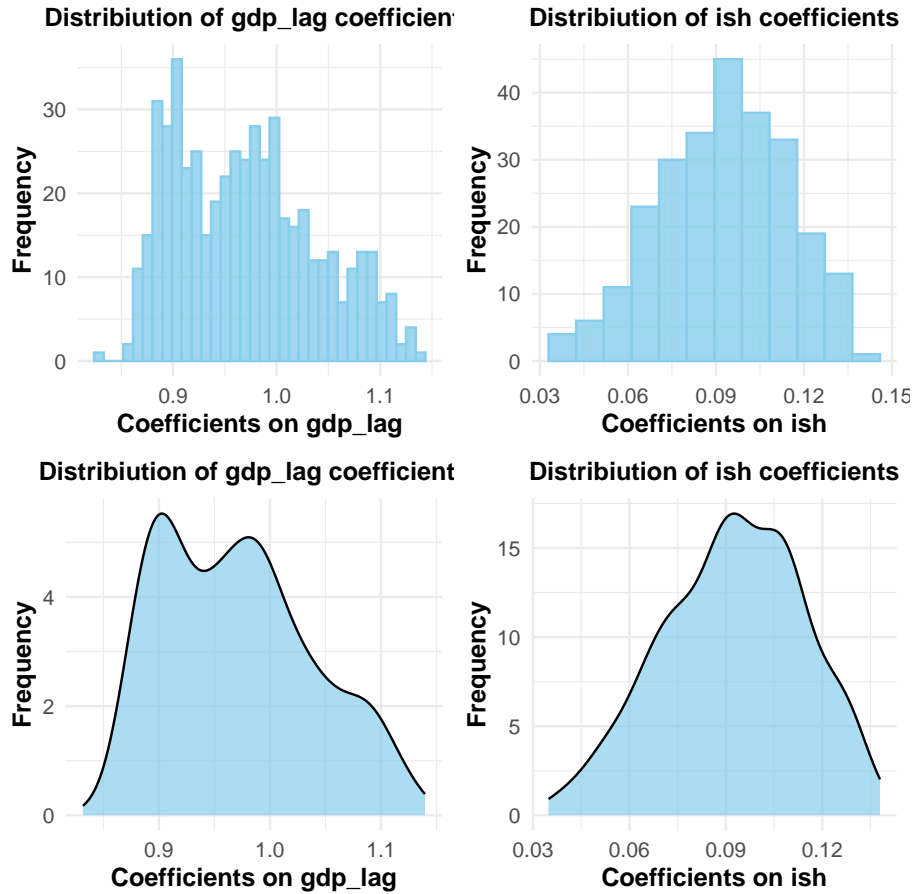 Distribiution of gdp_lag coefficient
30
20
10
0
Frequency
0.9 1.0 1.1
Coefficients on gdp_lag
Distribiution of ish coefficients
40
30
20
10
0
Frequency
0.03 0.06 0.09 0.12 0.15
Coefficients on ish
Distribiution of gdp_lag coefficient
4
2
0
Frequency
0.9 1.0 1.1
Coefficients on gdp_lag
Distribiution of ish coefficients
15
10
5
0
Frequency
0.03 0.06 0.09 0.12
Coefficients on ish